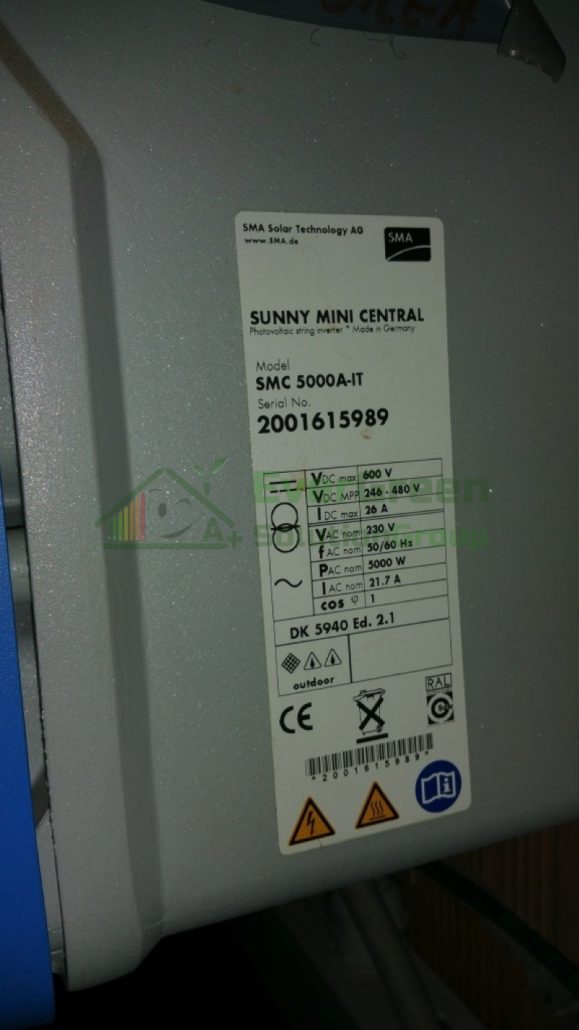 SMA Solar Technology AG
www.SMA.de
SMA
SUNNY MINI CENTRAL
Photovoltaic string inverter * Made in Germany
Model
SMC 5000A-IT
Serial No.
2001615989
VDC max 600 V
VDC MPP 246 - 480 V
IDC max 26 A
VAC nom 230 V
fAC nom 50/60 Hz
PAC nom 5000 W
IAC nom 21.7 A
cos φ 1
DK 5940 Ed. 2.1
outdoor
CE
RAL
*2001615989*
Evergreen
A+ SolutionGroup